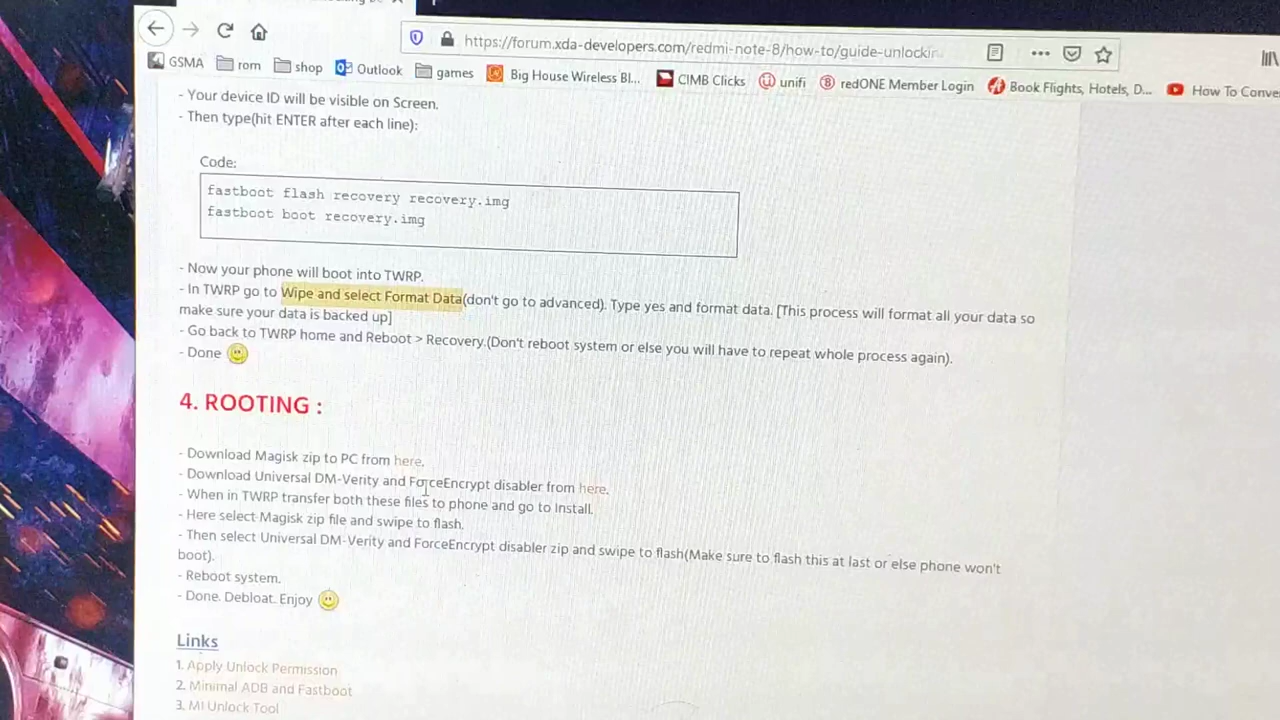 https://forum.xda-developers.com/redmi-note-8/how-to/guide-unlockin
GSMA rom shop Outlook games Big House Wireless Bl... CIMB Clicks unifi redONE Member Login Book Flights, Hotels, D... How To Conve
- Your device ID will be visible on Screen.
- Then type(hit ENTER after each line):
Code:
fastboot flash recovery recovery.img
fastboot boot recovery.img
- Now your phone will boot into TWRP.
- In TWRP go to Wipe and select Format Data(don't go to advanced). Type yes and format data. [This process will format all your data so
make sure your data is backed up]
- Go back to TWRP home and Reboot > Recovery.(Don't reboot system or else you will have to repeat whole process again).
- Done
4. ROOTING :
- Download Magisk zip to PC from here.
- Download Universal DM-Verity and ForceEncrypt disabler from here.
- When in TWRP transfer both these files to phone and go to Install.
- Here select Magisk zip file and swipe to flash.
- Then select Universal DM-Verity and ForceEncrypt disabler zip and swipe to flash(Make sure to flash this at last or else phone won't
boot).
- Reboot system.
- Done. Debloat. Enjoy
Links
1. Apply Unlock Permission
2. Minimal ADB and Fastboot
3. MI Unlock Tool